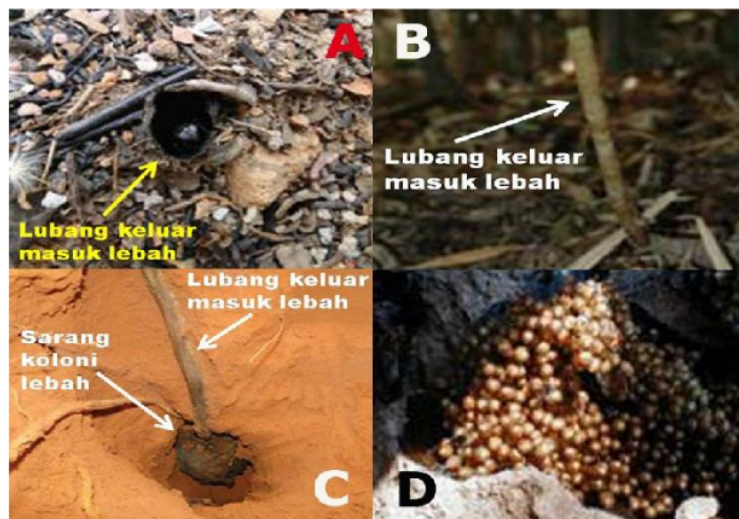 A
Lubang keluar
masuk lebah
B
Lubang keluar
masuk lebah
Lubang keluar
masuk lebah
Sarang
koloni
lebah
C
D